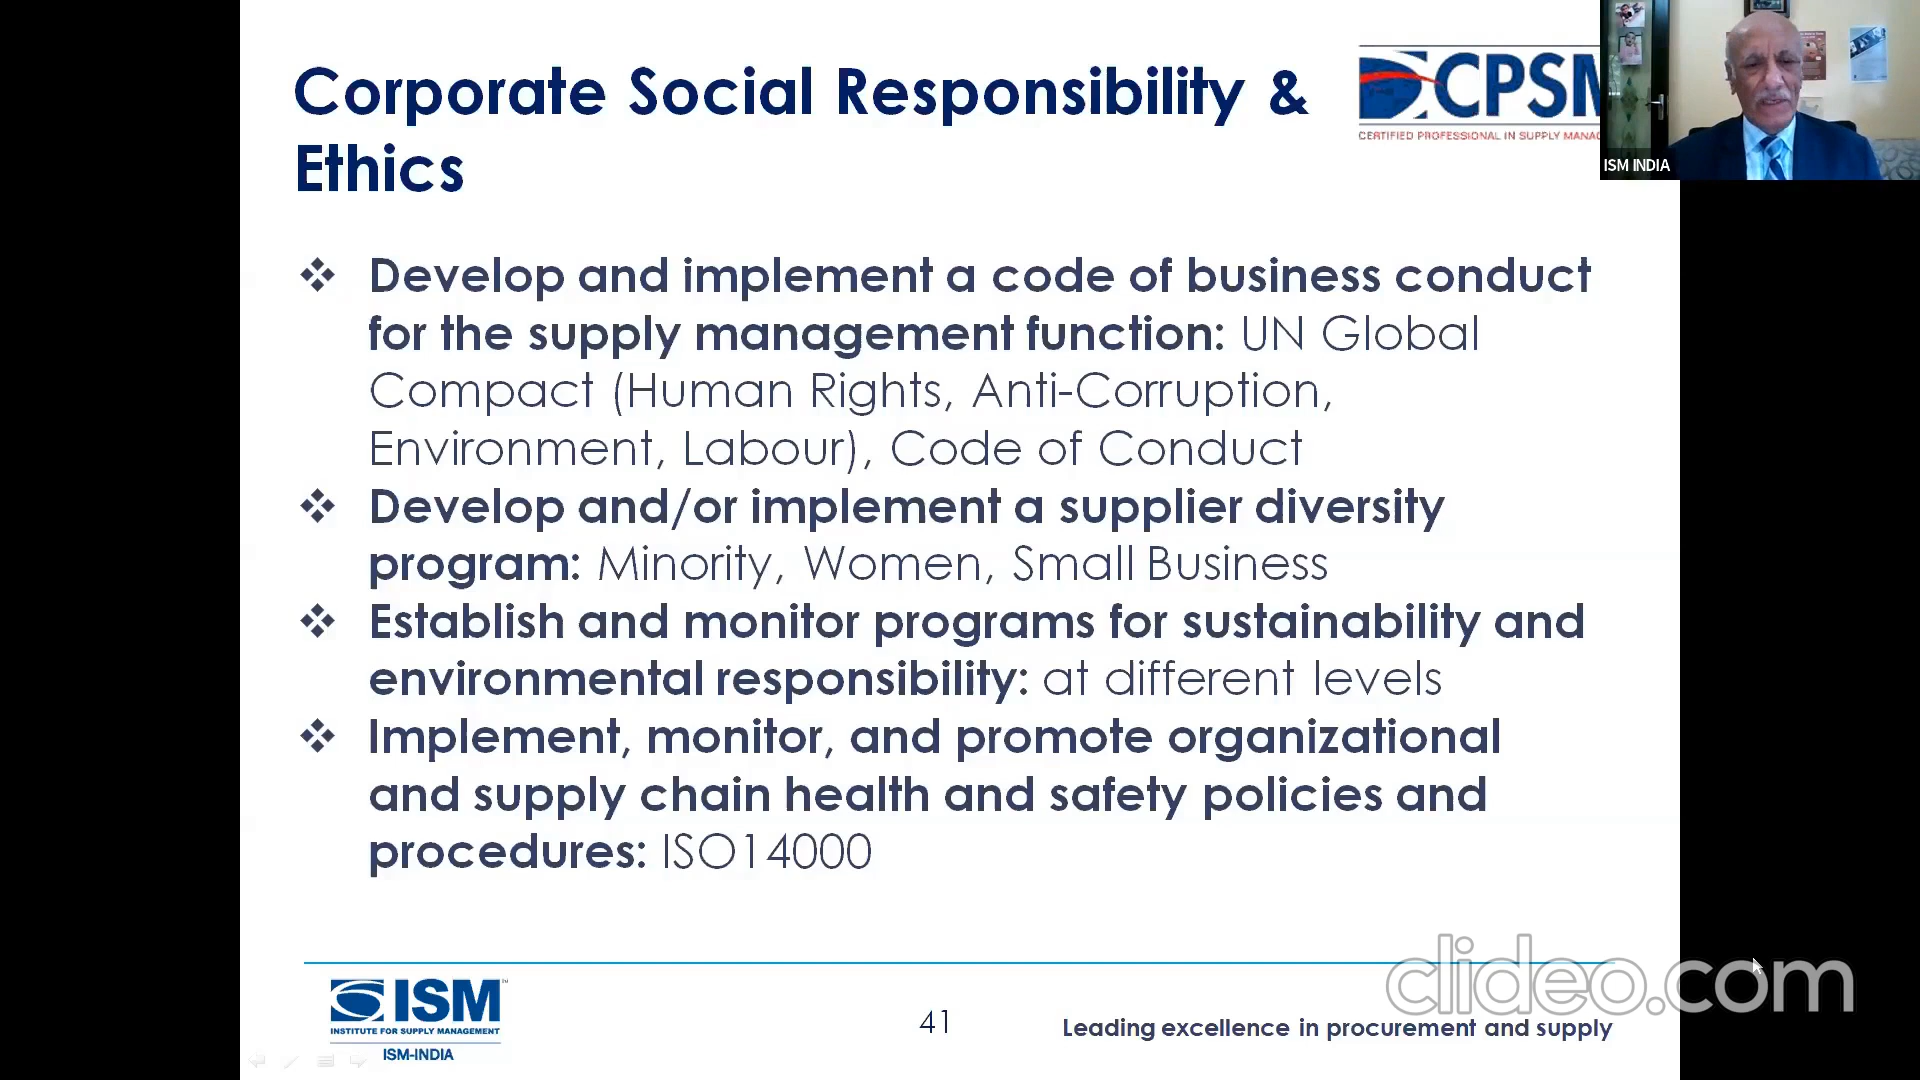 Corporate Social Responsibility &
Ethics
CPSM
CERTIFIED PROFESSIONAL IN SUPPLY
ISM INDIA
❖ Develop and implement a code of business conduct
for the supply management function: UN Global
Compact (Human Rights, Anti-Corruption,
Environment, Labour), Code of Conduct
❖ Develop and/or implement a supplier diversity
program: Minority, Women, Small Business
❖ Establish and monitor programs for sustainability and
environmental responsibility: at different levels
❖ Implement, monitor, and promote organizational
and supply chain health and safety policies and
procedures: ISO14000
ISM
INSTITUTE FOR SUPPLY MANAGEMENT
ISM-INDIA
41
Leading excellence in procurement and supply
clideo.com